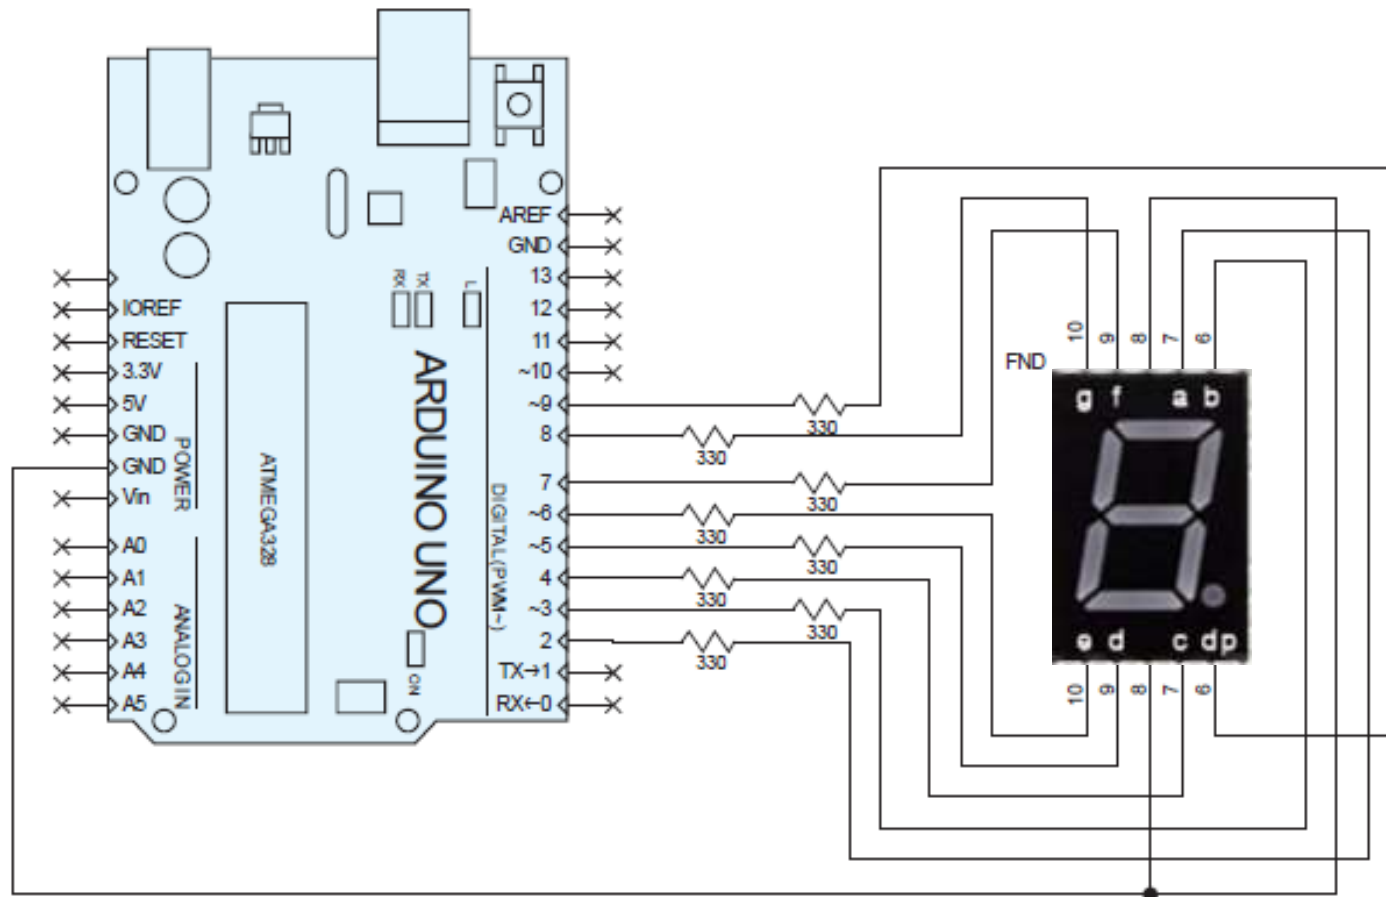 AREF
GND
13
12
11
~10
~9
8
7
~6
~5
4
~3
2
TX→1
RX←0
IOREF
RESET
3.3V
5V
GND
GND
Vin
A0
A1
A2
A3
A4
A5
POWER
ANALOG IN
ATMEGA328
RX
TX
L
ARDUINO UNO
DIGITAL(PWM~)
ON
330
330
330
330
330
330
330
330
FND
10 9 8 7 6
g f a b
e d c dp
10 9 8 7 6